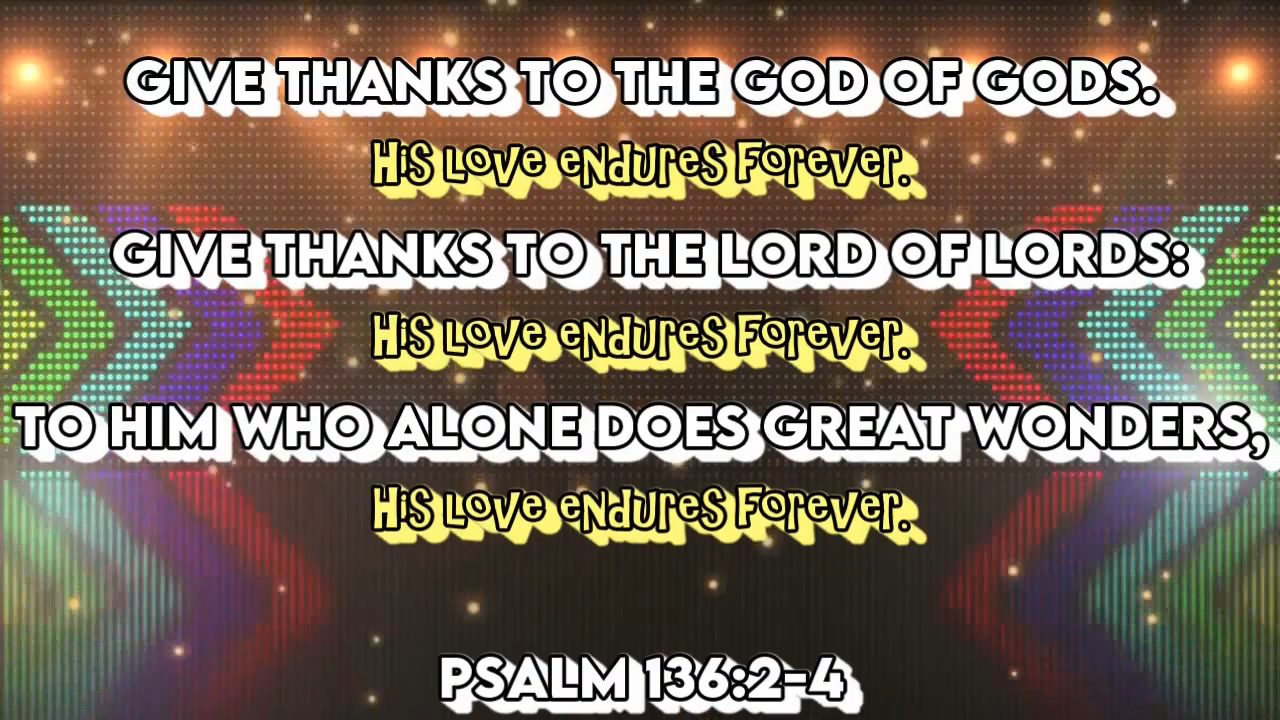 GIVE THANKS TO THE GOD OF GODS.
His Love endures Forever.
GIVE THANKS TO THE LORD OF LORDS:
His Love endures Forever.
TO HIM WHO ALONE DOES GREAT WONDERS,
His Love endures Forever.
PSALM 136:2-4